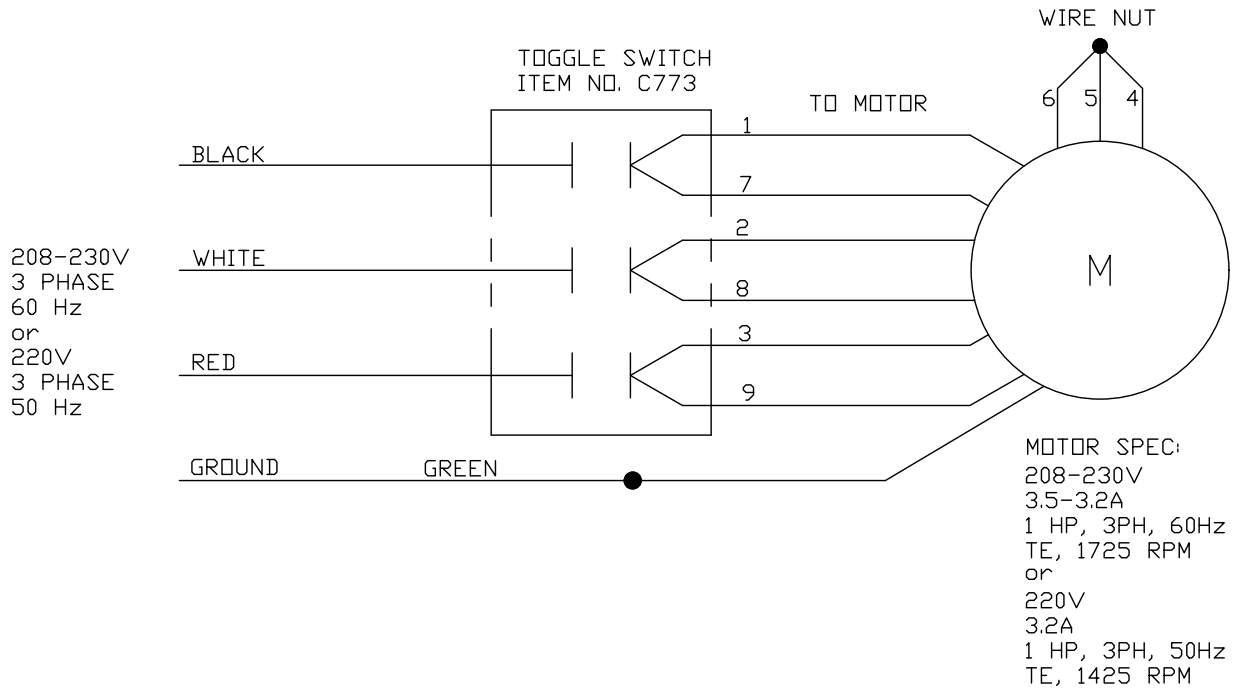 WIRE NUT
6 5 4
TOGGLE SWITCH
ITEM NO. C773
TO MOTOR
BLACK
1
7
208-230V
3 PHASE
60 Hz
or
220V
3 PHASE
50 Hz
WHITE
2
8
M
RED
3
9
GROUND GREEN
MOTOR SPEC:
208-230V
3.5-3.2A
1 HP, 3PH, 60Hz
TE, 1725 RPM
or
220V
3.2A
1 HP, 3PH, 50Hz
TE, 1425 RPM